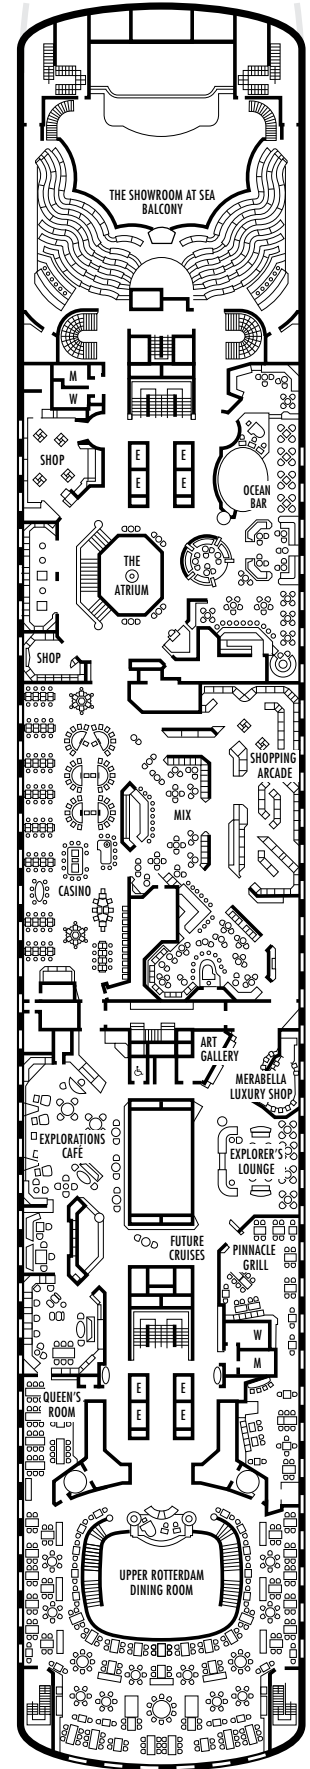 THE SHOWROOM AT SEA
BALCONY
M
W
SHOP
E
E
E
E
OCEAN
BAR
THE
ATRIUM
SHOP
SHOPPING
ARCADE
MIX
CASINO
ART
GALLERY
MERABELLA
LUXURY SHOP
EXPLORATIONS
CAFÉ
EXPLORER'S
LOUNGE
FUTURE
CRUISES
PINNACLE
GRILL
W
M
QUEEN'S
ROOM
E
E
E
E
UPPER ROTTERDAM
DINING ROOM